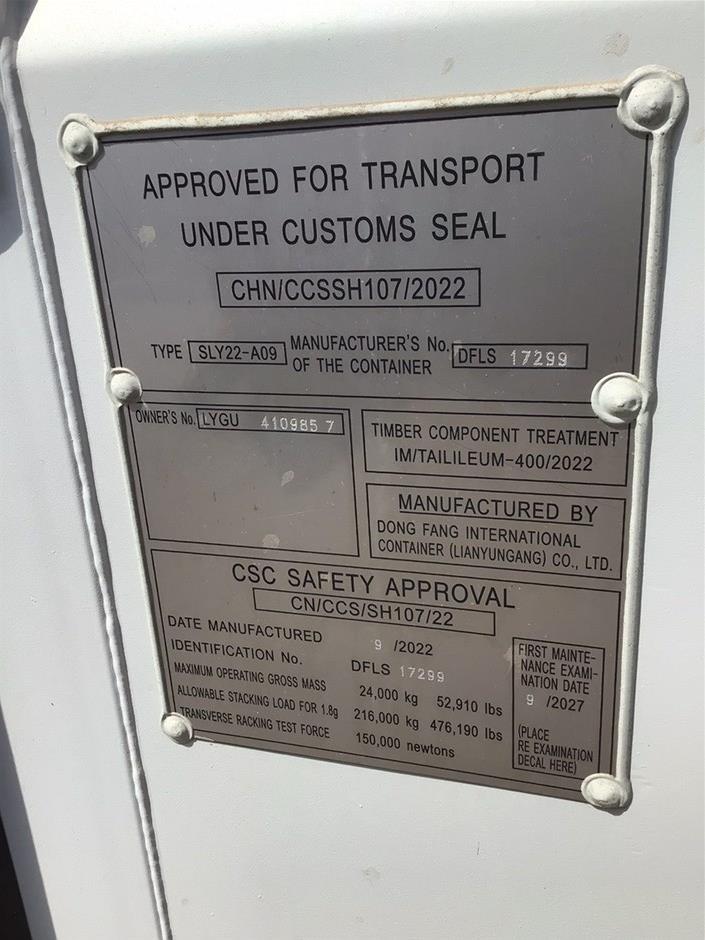 APPROVED FOR TRANSPORT
UNDER CUSTOMS SEAL
CHN/CCSSH107/2022
TYPE SLY22-A09 MANUFACTURER'S No. OF THE CONTAINER DFLS 17299
OWNER'S No. LYGU 410985 7
TIMBER COMPONENT TREATMENT
IM/TAILILEUM-400/2022
MANUFACTURED BY
DONG FANG INTERNATIONAL
CONTAINER (LIANYUNGANG) CO., LTD.
CSC SAFETY APPROVAL
CN/CCS/SH107/22
DATE MANUFACTURED 9 /2022
IDENTIFICATION No. DFLS 17299
MAXIMUM OPERATING GROSS MASS 24,000 kg 52,910 lbs
ALLOWABLE STACKING LOAD FOR 1.8g 216,000 kg 476,190 lbs
TRANSVERSE RACKING TEST FORCE 150,000 newtons
FIRST MAINTE-
NANCE EXAMI-
NATION DATE
9 /2027
(PLACE
RE EXAMINATION
DECAL HERE)